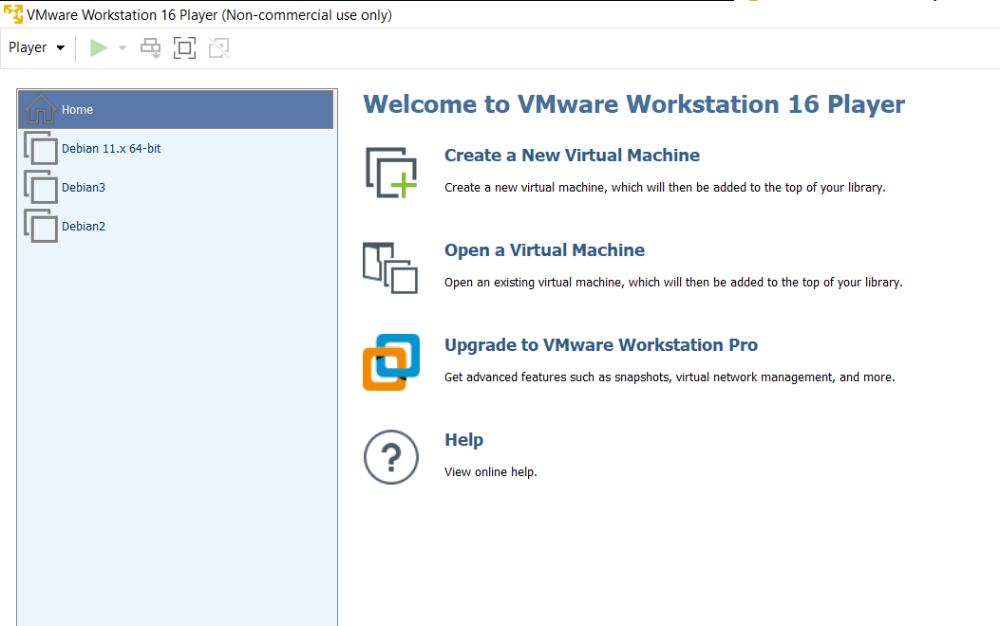 VMware Workstation 16 Player (Non-commercial use only)
Player
Home
Debian 11.x 64-bit
Debian3
Debian2
Welcome to VMware Workstation 16 Player
Create a New Virtual Machine
Create a new virtual machine, which will then be added to the top of your library.
Open a Virtual Machine
Open an existing virtual machine, which will then be added to the top of your library.
Upgrade to VMware Workstation Pro
Get advanced features such as snapshots, virtual network management, and more.
Help
View online help.